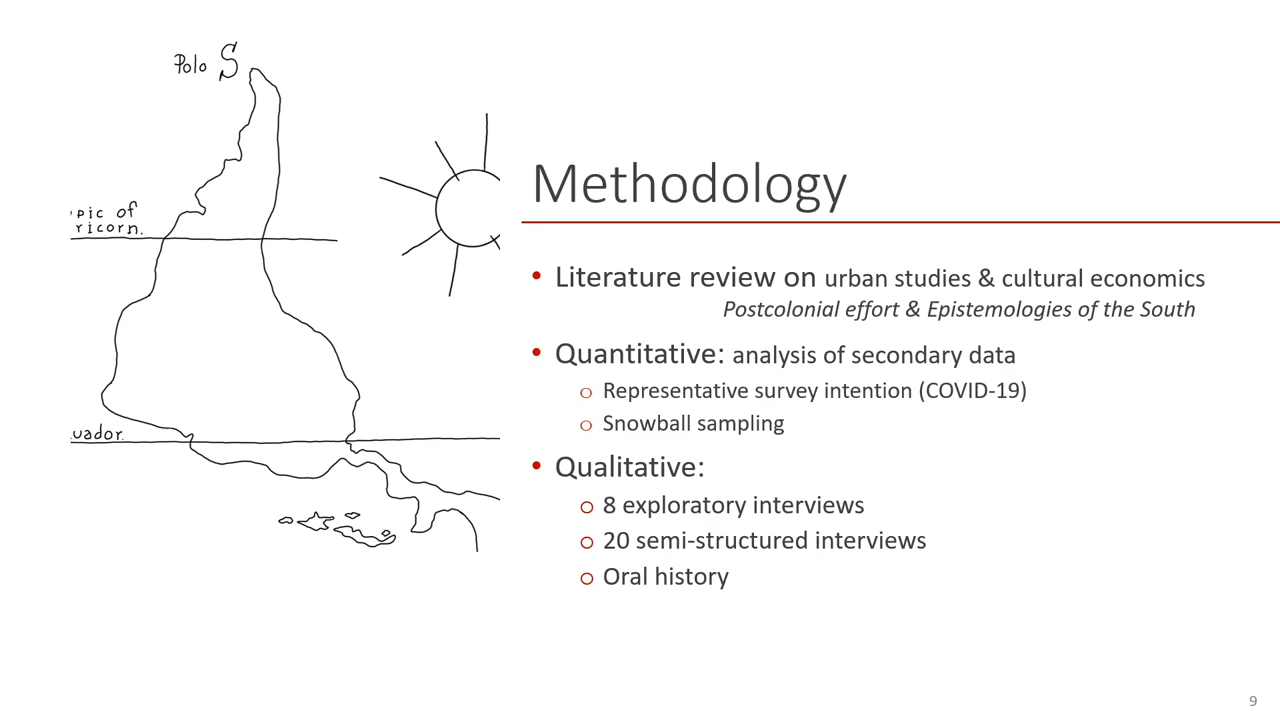 Polo S
pic of
ricorn.
uador.
Methodology
• Literature review on urban studies & cultural economics
Postcolonial effort & Epistemologies of the South
• Quantitative: analysis of secondary data
o Representative survey intention (COVID-19)
o Snowball sampling
• Qualitative:
o 8 exploratory interviews
o 20 semi-structured interviews
o Oral history
9